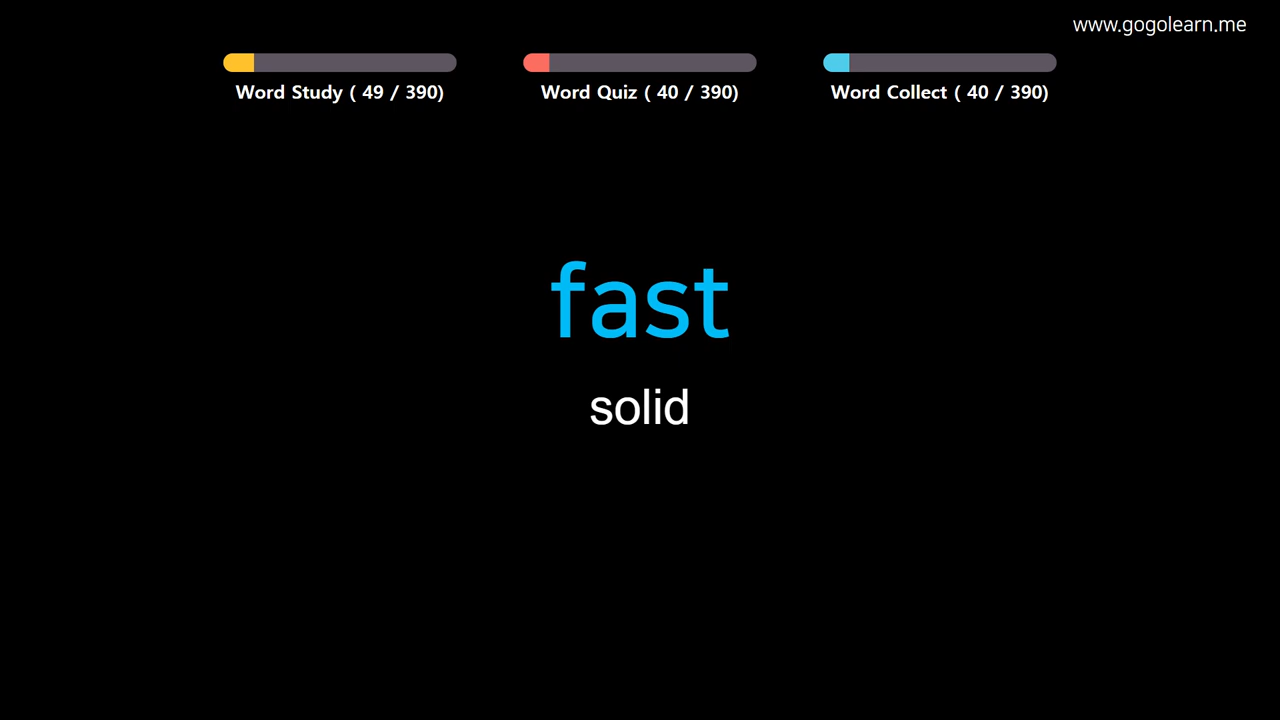 www.gogolearn.me
Word Study ( 49 / 390)
Word Quiz ( 40 / 390)
Word Collect ( 40 / 390)
fast
solid